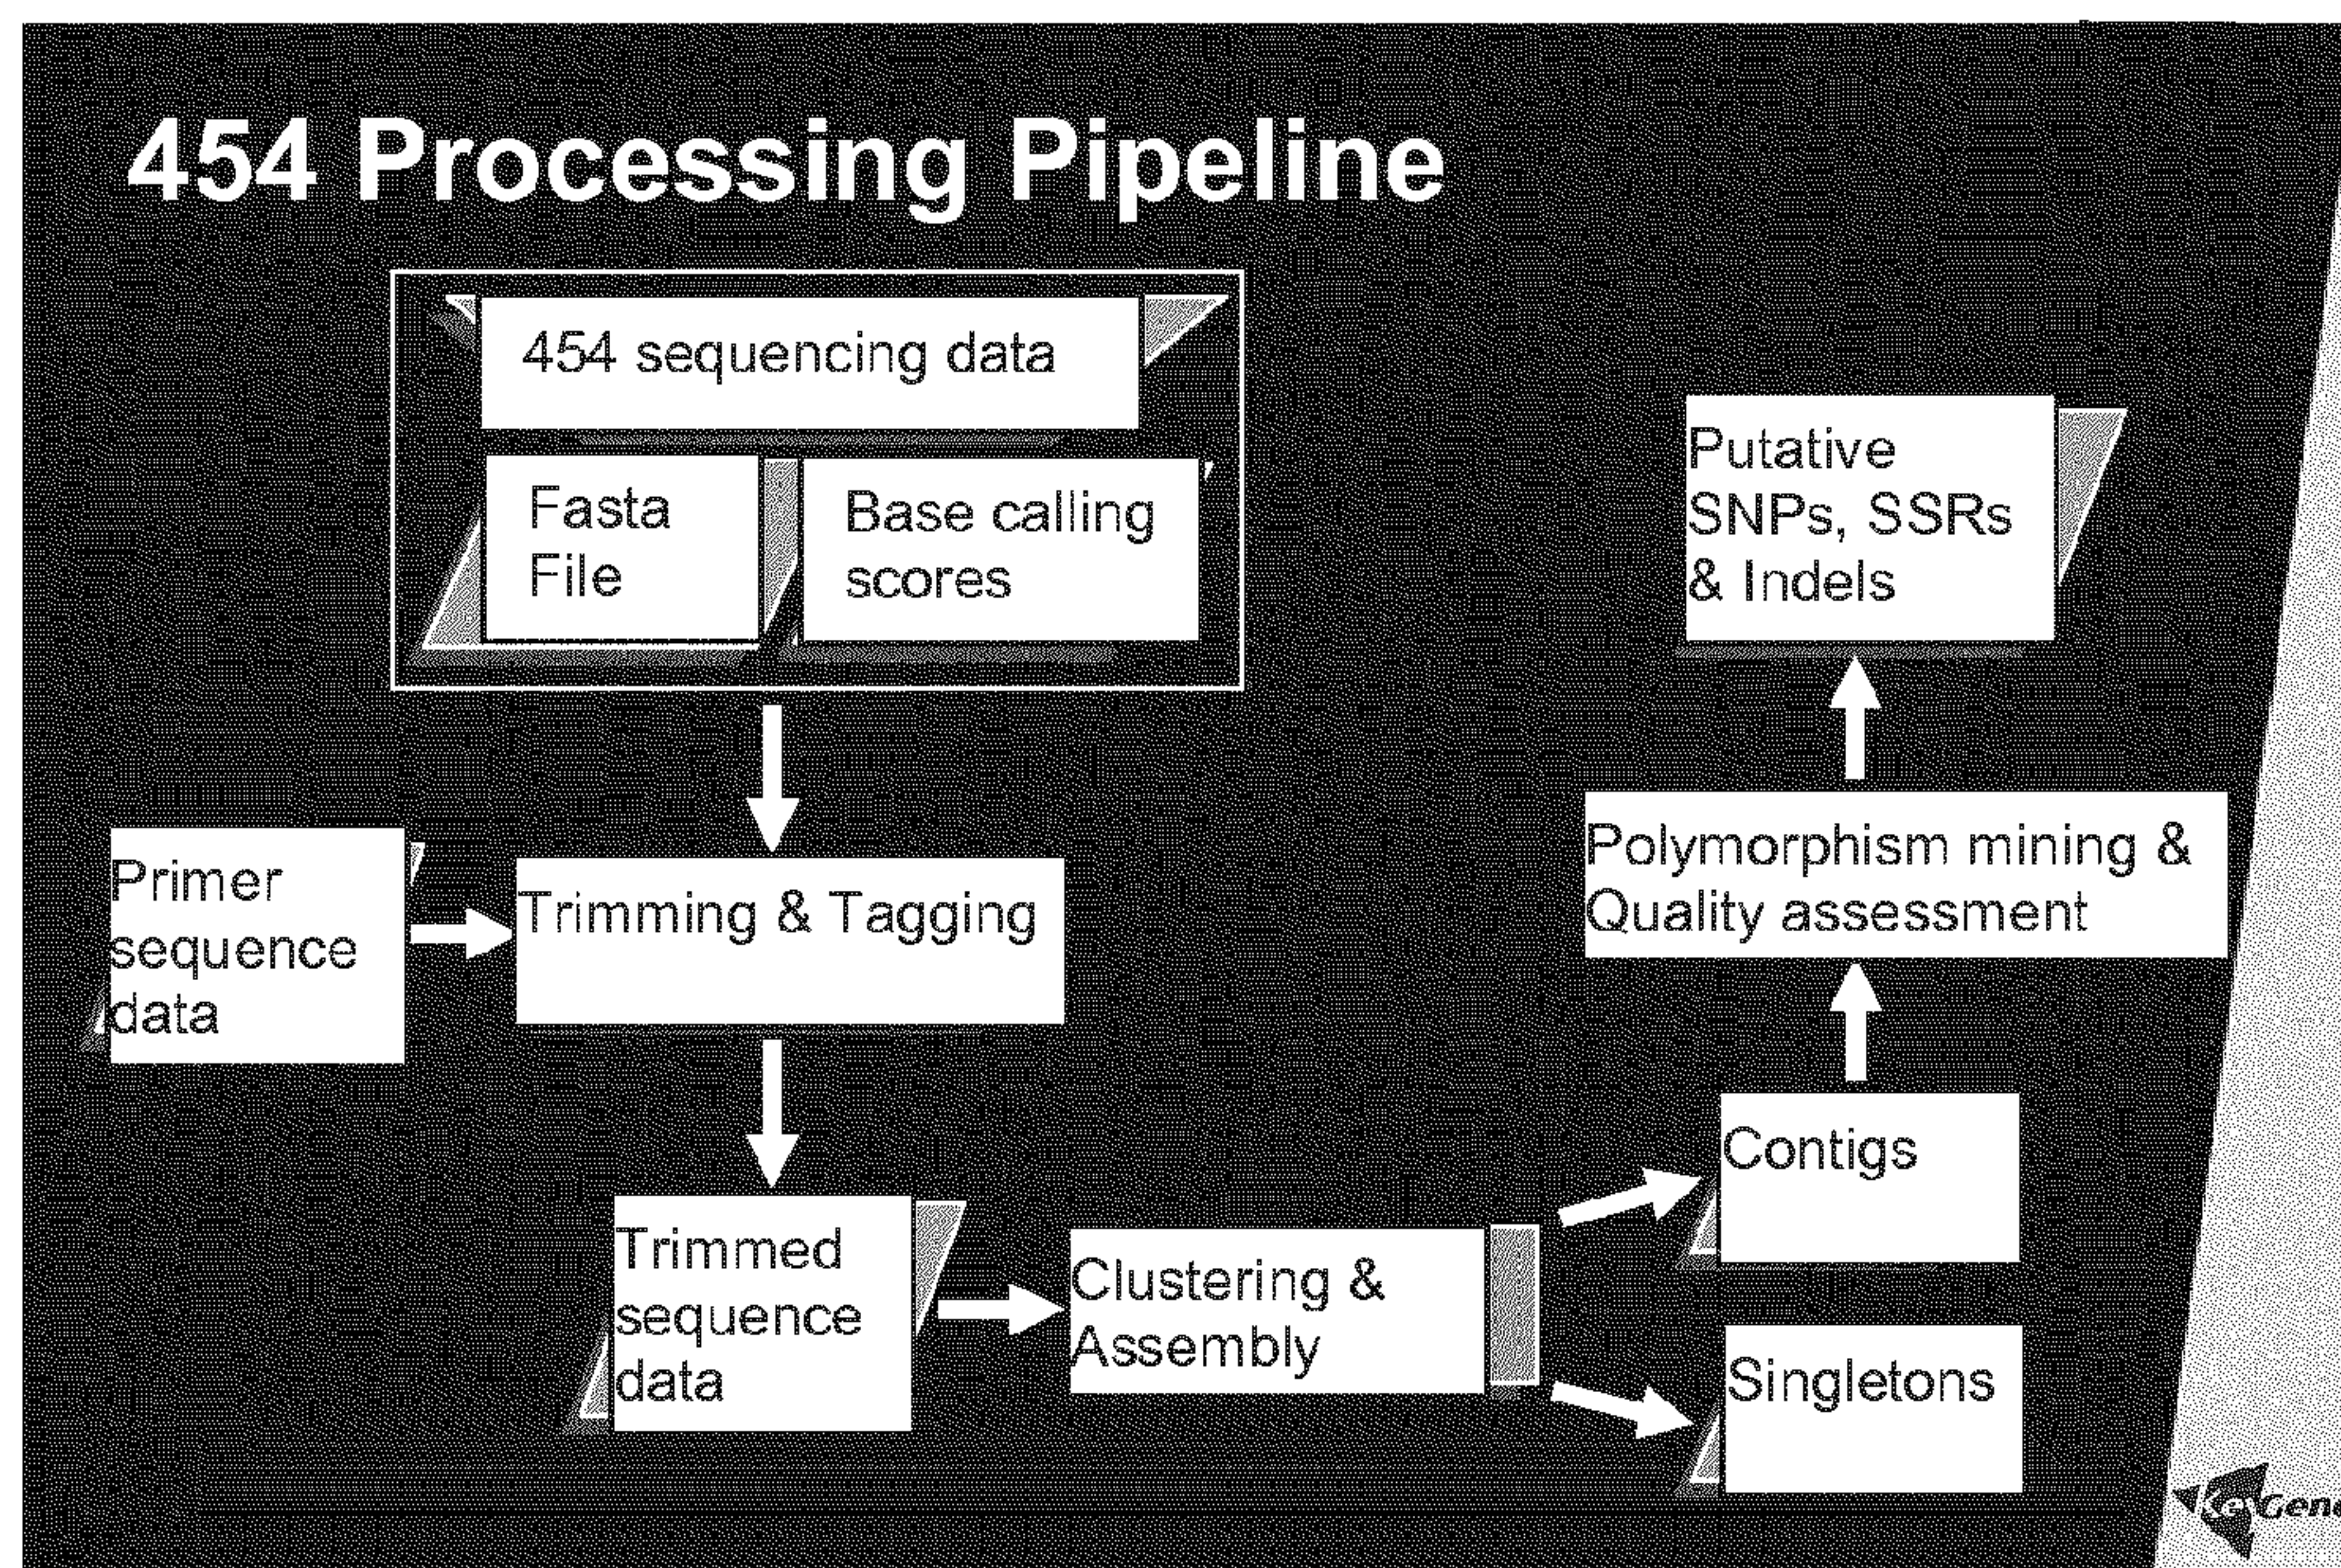 454 Processing Pipeline
454 sequencing data
Fasta
File
Base calling
scores
Putative
SNPs, SSRs
& Indels
Primer
sequence
data
Trimming & Tagging
Polymorphism mining &
Quality assessment
Trimmed
sequence
data
Clustering &
Assembly
Contigs
Singletons
KeyGene